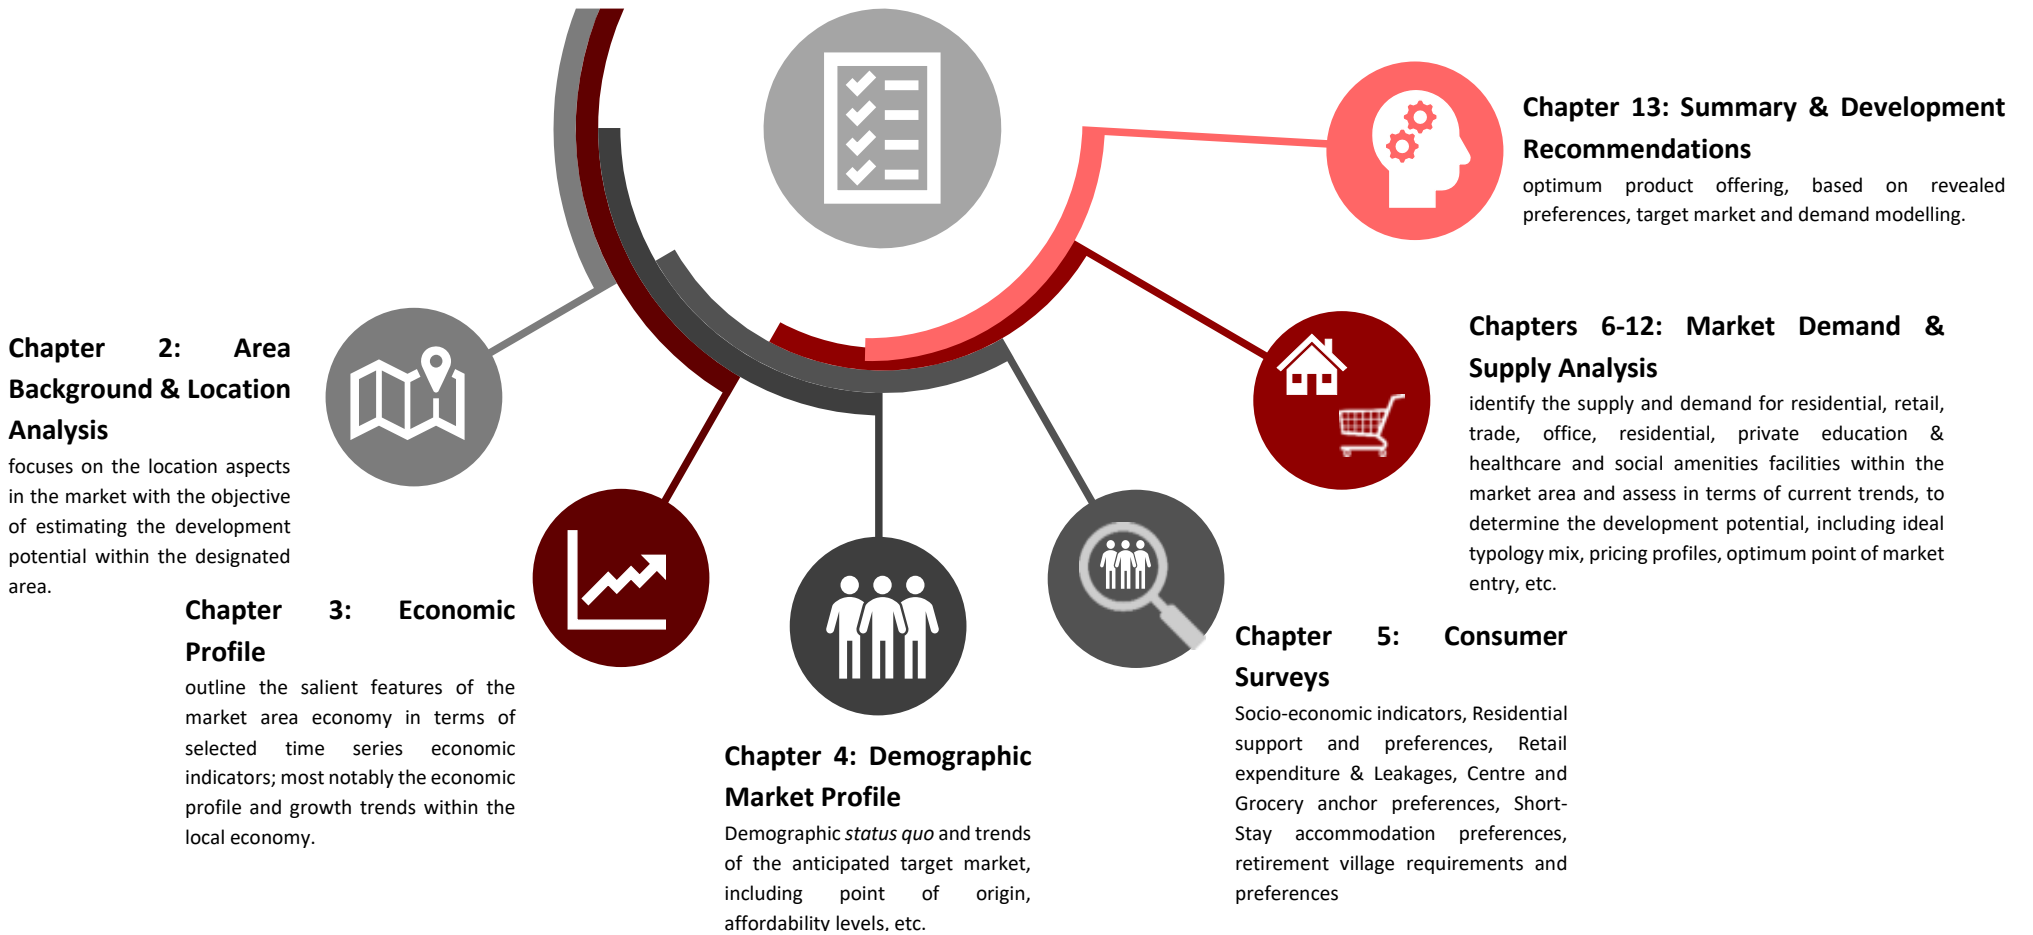 Chapter 2: Area
Background & Location
Analysis
focuses on the location aspects
in the market with the objective
of estimating the development
potential within the designated
area.
Chapter 3: Economic
Profile
outline the salient features of the
market area economy in terms of
selected time series economic
indicators; most notably the economic
profile and growth trends within the
local economy.
Chapter 4: Demographic
Market Profile
Demographic status quo and trends
of the anticipated target market,
including point of origin,
affordability levels, etc.
Chapter 5: Consumer
Surveys
Socio-economic indicators, Residential
support and preferences, Retail
expenditure & Leakages, Centre and
Grocery anchor preferences, Short-
Stay accommodation preferences,
retirement village requirements and
preferences
Chapters 6-12: Market Demand &
Supply Analysis
identify the supply and demand for residential, retail,
trade, office, residential, private education &
healthcare and social amenities facilities within the
market area and assess in terms of current trends, to
determine the development potential, including ideal
typology mix, pricing profiles, optimum point of market
entry, etc.
Chapter 13: Summary & Development
Recommendations
optimum product offering, based on revealed
preferences, target market and demand modelling.